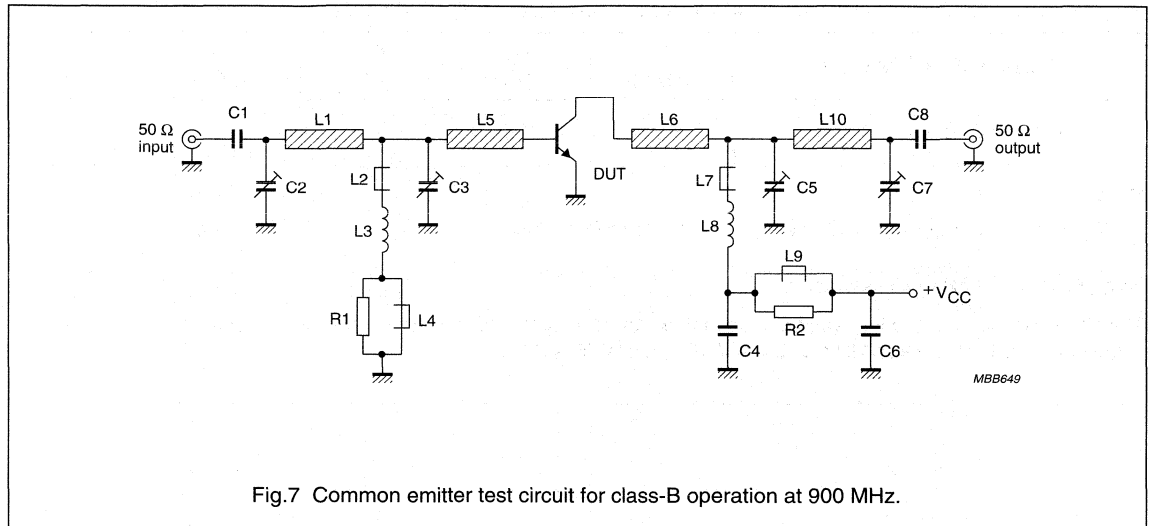 C1
L1
L5
L6
L10
C8
50 Ω
input
50 Ω
output
C2
L2
C3
DUT
L7
C5
C7
L3
L8
L9
+VCC
R1
L4
R2
C4
C6
MBB649
Fig.7 Common emitter test circuit for class-B operation at 900 MHz.